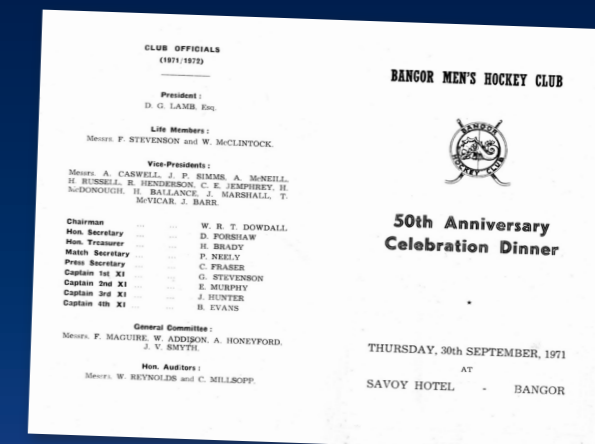 CLUB OFFICIALS
(1971/1972)
President :
D. G. LAMB, Esq.
Life Members :
Messrs. F. STEVENSON and W. McCLINTOCK.
Vice-Presidents :
Messrs. A. CASWELL, J. P. SIMMS, A. McNEILL,
H. RUSSELL, R. HENDERSON, C. E. JEMPHREY, H.
McDONOUGH, H. BALLANCE, J. MARSHALL, T.
McVICAR, J. BARR.
Chairman ... ... W. R. T. DOWDALL
Hon. Secretary ... ... D. FORSHAW
Hon. Treasurer ... ... H. BRADY
Match Secretary ... ... P. NEELY
Press Secretary ... ... C. FRASER
Captain 1st XI ... ... G. STEVENSON
Captain 2nd XI ... ... E. MURPHY
Captain 3rd XI ... ... J. HUNTER
Captain 4th XI ... ... B. EVANS
General Committee :
Messrs. F. MAGUIRE, W. ADDISON, A. HONEYFORD,
J. V. SMYTH.
Hon. Auditors :
Messrs. W. REYNOLDS and C. MILLSOPP.
BANGOR MEN'S HOCKEY CLUB
BANGOR
HOCKEY CLUB
50th Anniversary
Celebration Dinner
THURSDAY, 30th SEPTEMBER, 1971
AT
SAVOY HOTEL - BANGOR